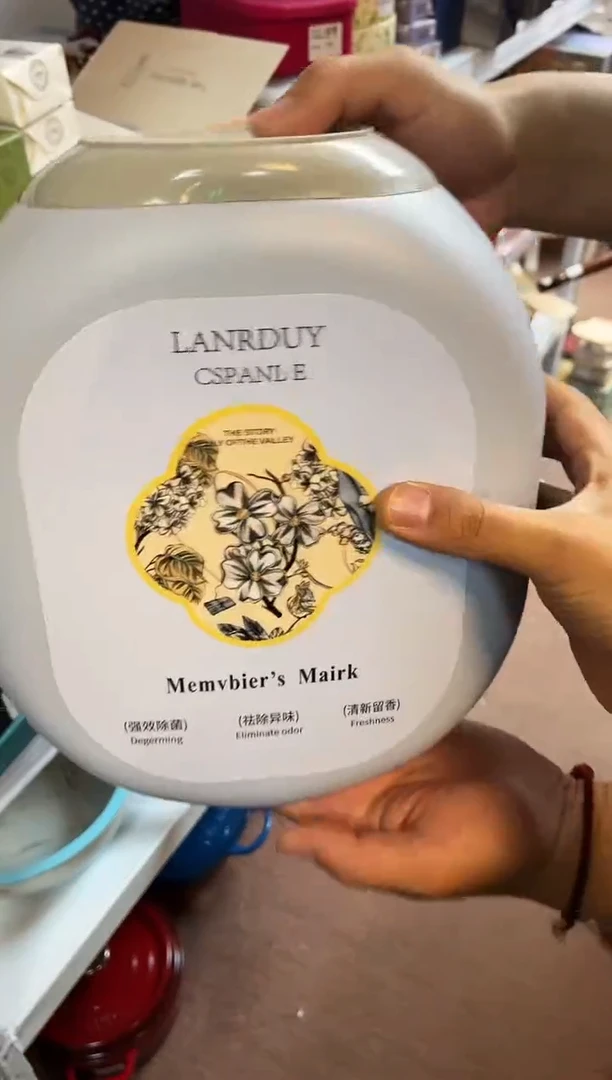 LANRDUY
CSPANL E
THE STORY
LY OF THE VALLEY
Memvbier's Mairk
(强效除菌)
Degerming
(祛除异味)
Eliminate odor
(清新留香)
Freshness